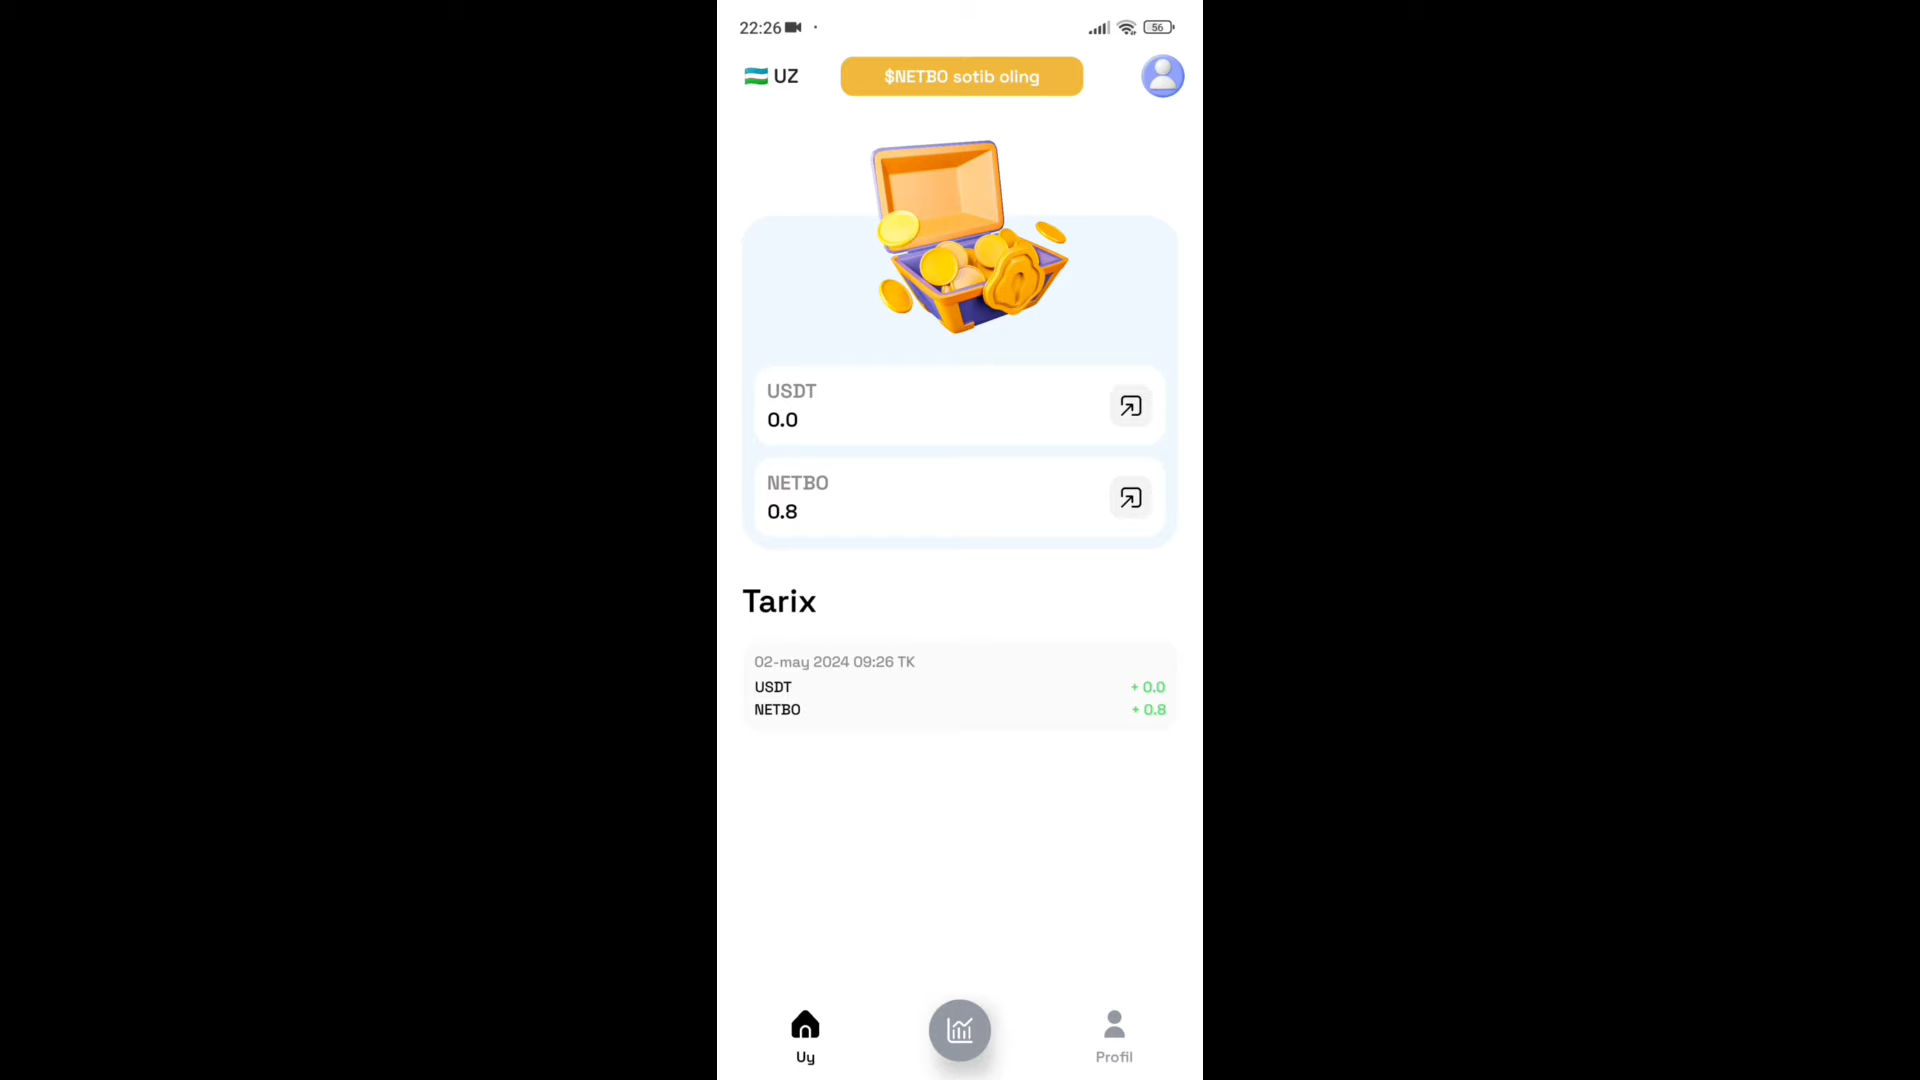 22:26
56
UZ
$NETBO sotib oling
USDT
0.0
NETBO
0.8
Tarix
02-may 2024 09:26 TK
USDT + 0.0
NETBO + 0.8
Uy
Profil